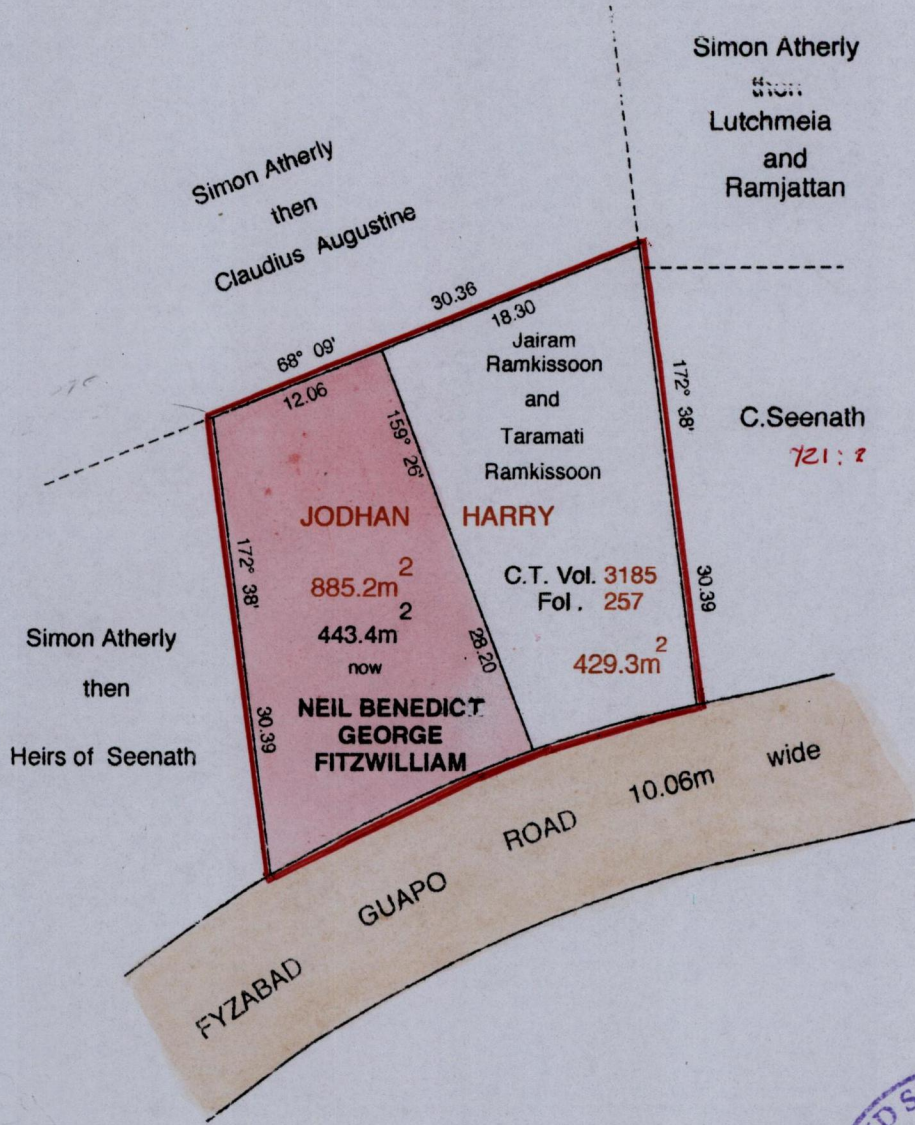 Simon Atherly
then
Lutchmeia
and
Ramjattan
Simon Atherly
then
Claudius Augustine
30.36
18.30
68° 09'
12.06
Jairam
Ramkissoon
and
Taramati
Ramkissoon
159° 26'
28.20
172° 38'
30.39
C.Seenath
JODHAN HARRY
885.2m²
443.4m²
now
NEIL BENEDICT
GEORGE
FITZWILLIAM
C.T. Vol. 3185
Fol. 257
429.3m²
172° 38'
30.39
Simon Atherly
then
Heirs of Seenath
FYZABAD GUAPO ROAD 10.06m wide